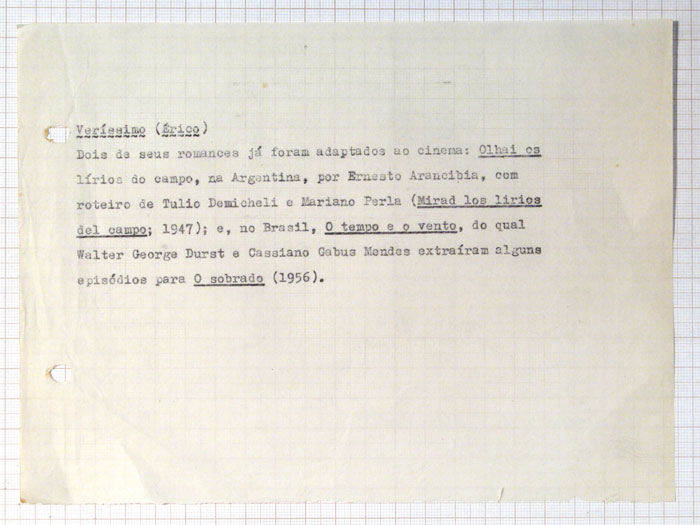 Veríssimo (Érico)
Dois de seus romances já foram adaptados ao cinema: Olhai os
lírios do campo, na Argentina, por Ernesto Arancibia, com
roteiro de Tulio Demicheli e Mariano Perla (Mirad los lirios
del campo; 1947); e, no Brasil, O tempo e o vento, do qual
Walter George Durst e Cassiano Gabus Mendes extraíram alguns
episódios para O sobrado (1956).